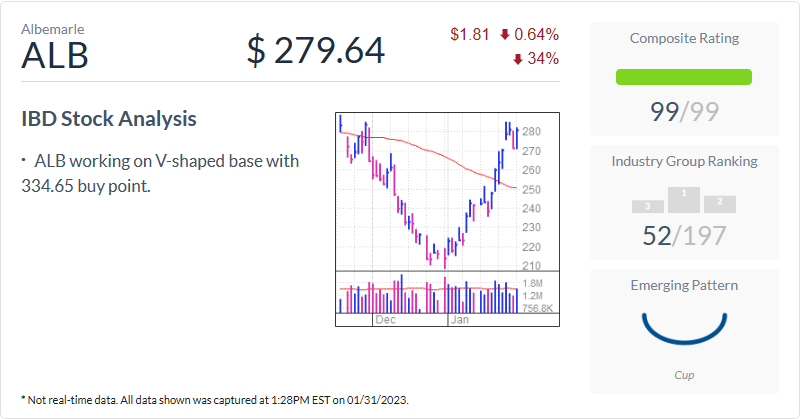 Albemarle
ALB
$ 279.64
$1.81 0.64%
34%
IBD Stock Analysis
· ALB working on V-shaped base with
334.65 buy point.
280
270
260
250
240
230
220
210
1.8M
1.2M
756.8K
Dec Jan
* Not real-time data. All data shown was captured at 1:28PM EST on 01/31/2023.
Composite Rating
99/99
Industry Group Ranking
3 1 2
52/197
Emerging Pattern
Cup